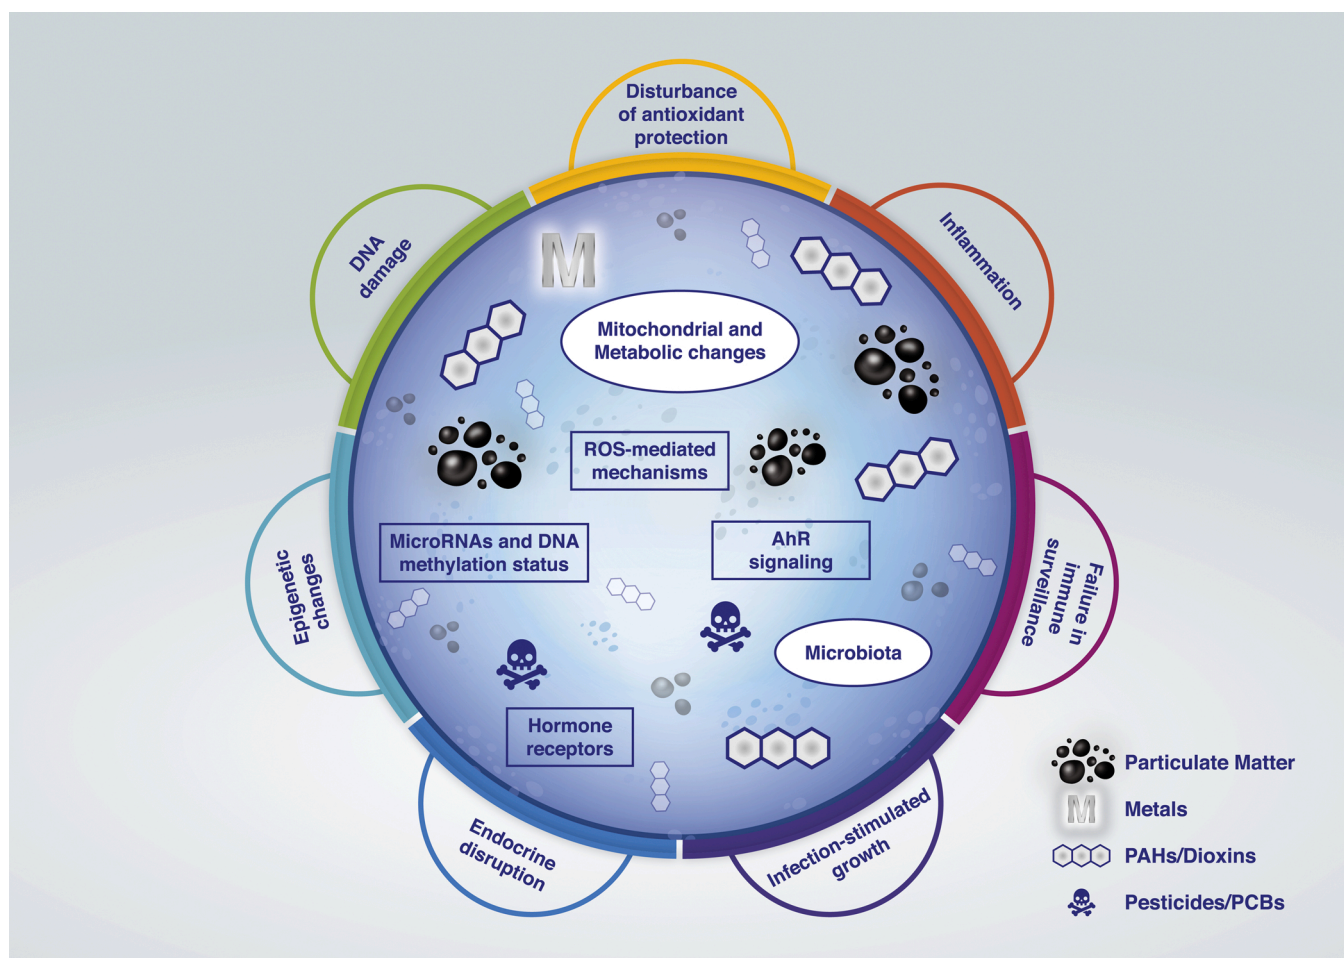 Disturbance
of antioxidant
protection
DNA
damage
Inflammation
M
Mitochondrial and
Metabolic changes
ROS-mediated
mechanisms
MicroRNAs and DNA
methylation status
AhR
signaling
Epigenetic
changes
Failure in
immune
surveillance
Microbiota
Hormone
receptors
Endocrine
disruption
Infection-stimulated
growth
Particulate Matter
M Metals
PAHs/Dioxins
Pesticides/PCBs